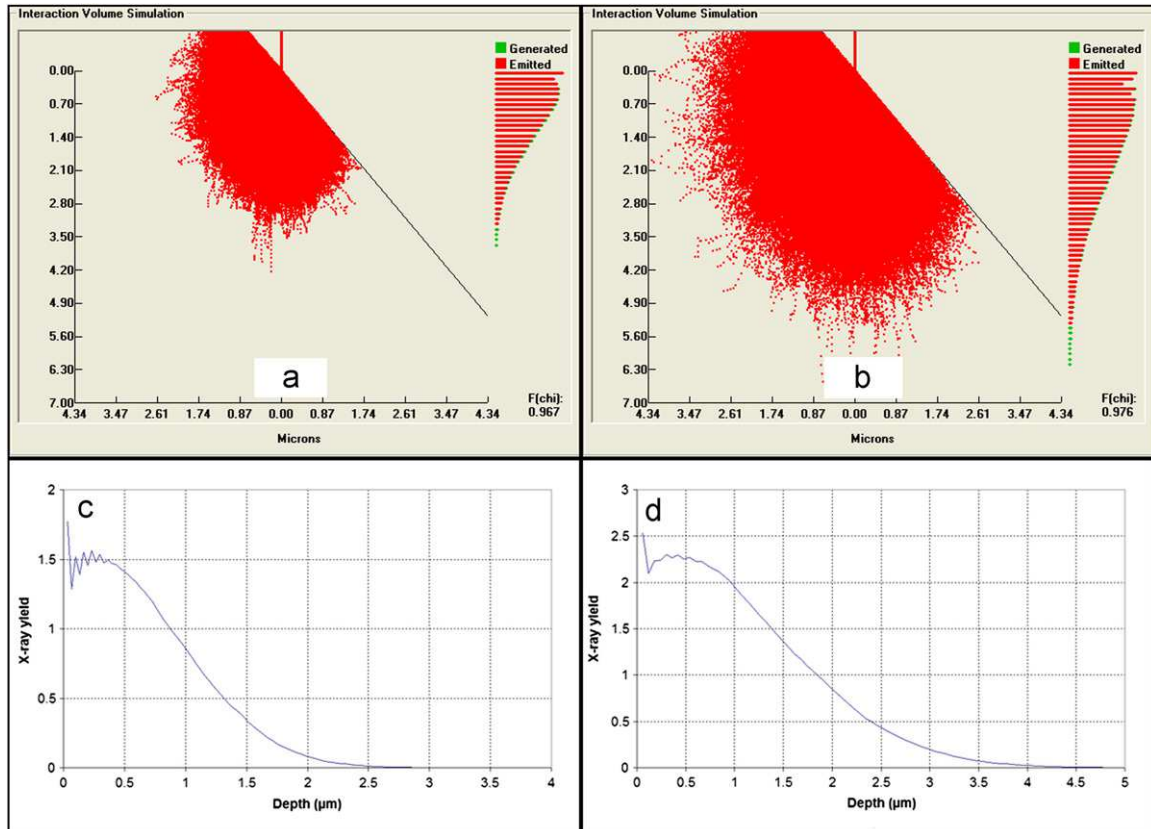 Interaction Volume Simulation
Generated
Emitted
0.00
0.70
1.40
2.10
2.80
3.50
4.20
4.90
5.60
6.30
7.00
a
F(chi):
0.967
4.34 3.47 2.61 1.74 0.87 0.00 0.87 1.74 2.61 3.47 4.34
Microns
Interaction Volume Simulation
Generated
Emitted
0.00
0.70
1.40
2.10
2.80
3.50
4.20
4.90
5.60
6.30
7.00
b
F(chi):
0.976
4.34 3.47 2.61 1.74 0.87 0.00 0.87 1.74 2.61 3.47 4.34
Microns
c
X-ray yield
2
1.5
1
0.5
0
0 0.5 1 1.5 2 2.5 3 3.5 4
Depth (µm)
d
X-ray yield
3
2.5
2
1.5
1
0.5
0
0 0.5 1 1.5 2 2.5 3 3.5 4 4.5 5
Depth (µm)